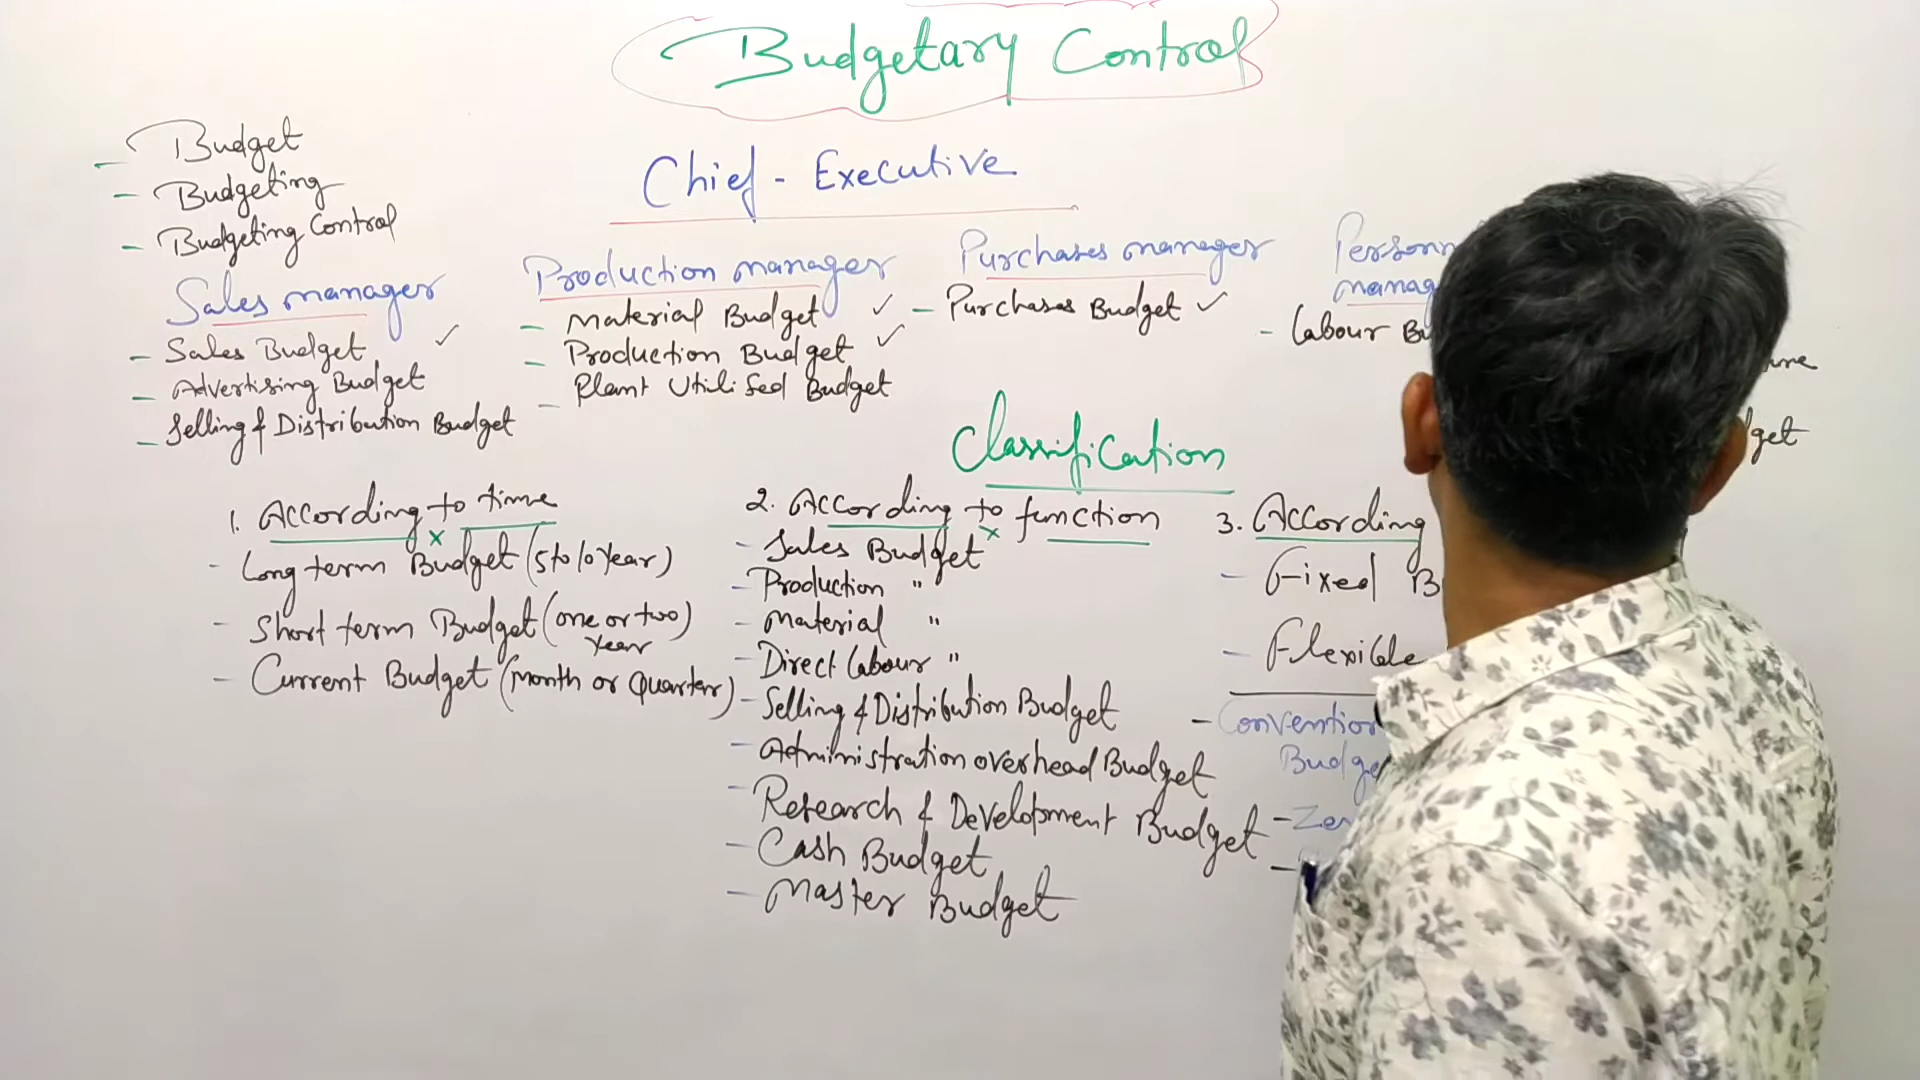 Budgetary Control
- Budget
- Budgeting
- Budgeting Control
Chief - Executive
Sales manager
- Sales Budget ✓
- Advertising Budget
- Selling & Distribution Budget
Production manager
- Material Budget ✓
- Production Budget ✓
- Plant Utilised Budget
Purchases manager
- Purchases Budget ✓
- Labour
Classification
1. According to time
- Long term Budget (5 to 10 Year)
- Short term Budget (one or two)
Year
- Current Budget (Month or Quarter)
2. According to function
- Sales Budget
- Production "
- Material "
- Direct Labour "
- Selling & Distribution Budget
- Administration overhead Budget
- Research & Development Budget
- Cash Budget
- Master Budget
3. According
- Fixed B
- Flexible